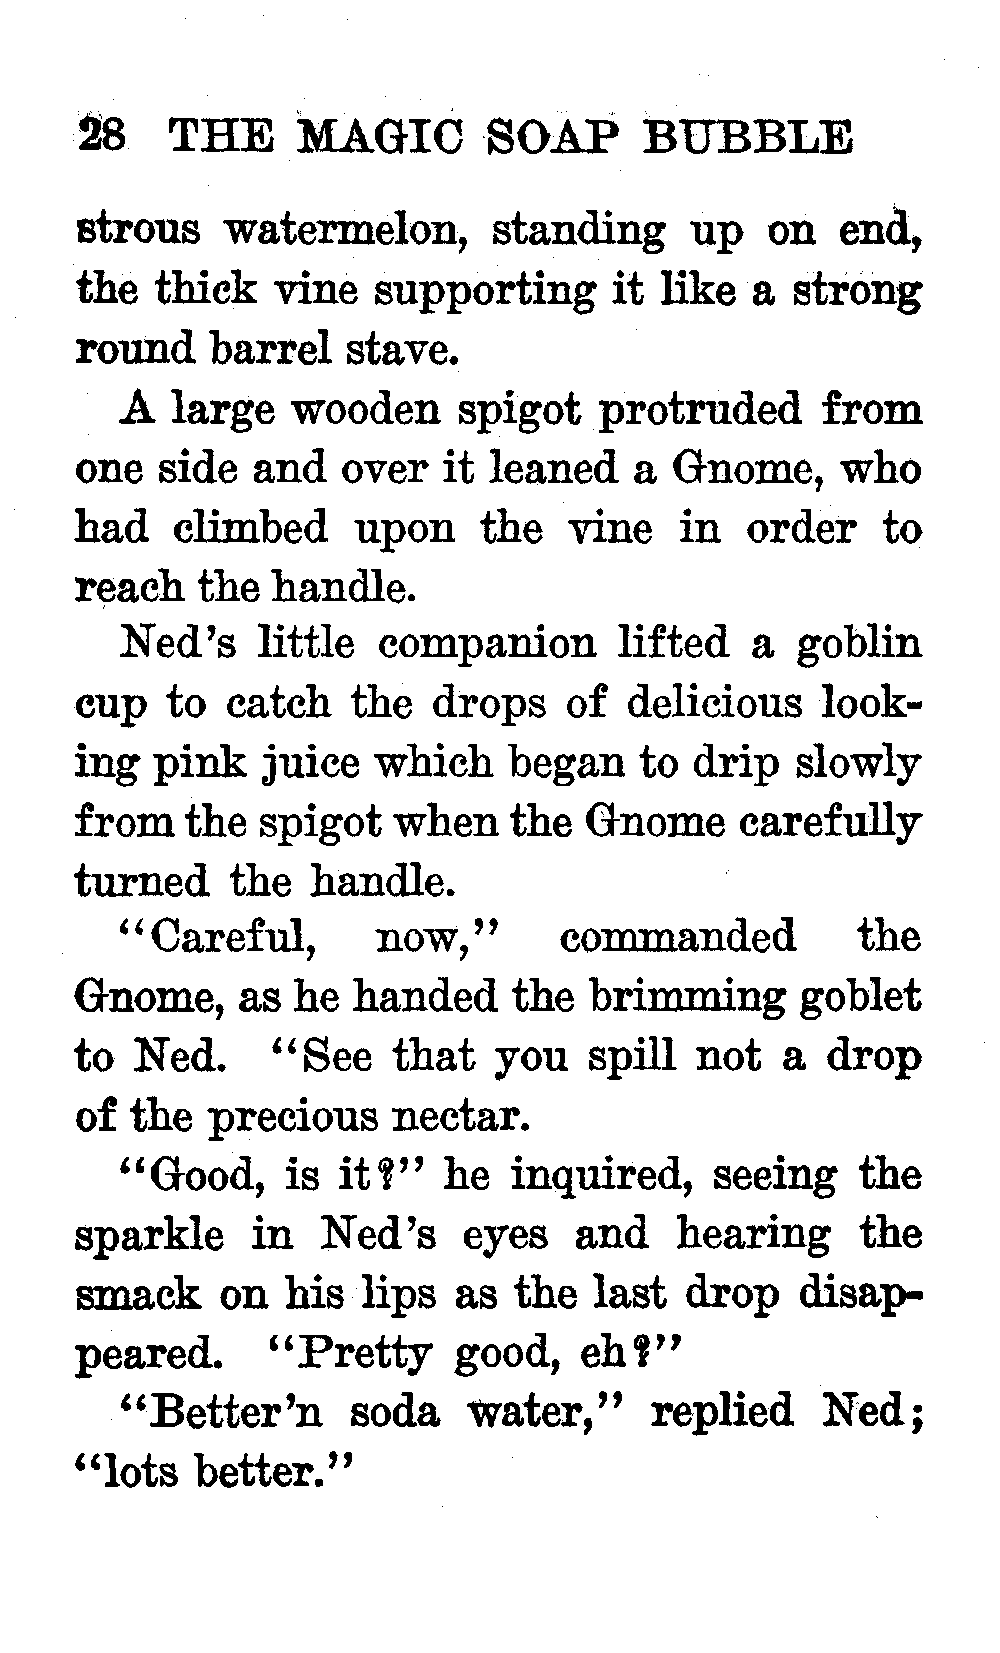 28 THE MAGIC SOAP BUBBLE
strous watermelon, standing up on end,
the thick vine supporting it like a strong
round barrel stave.
A large wooden spigot protruded from
one side and over it leaned a Gnome, who
had climbed upon the vine in order to
reach the handle.
Ned's little companion lifted a goblin
cup to catch the drops of delicious look-
ing pink juice which began to drip slowly
from the spigot when the Gnome carefully
turned the handle.
"Careful, now," commanded the
Gnome, as he handed the brimming goblet
to Ned. "See that you spill not a drop
of the precious nectar.
"Good, is it?" he inquired, seeing the
sparkle in Ned's eyes and hearing the
smack on his lips as the last drop disap-
peared. "Pretty good, eh?"
"Better'n soda water," replied Ned;
"lots better."